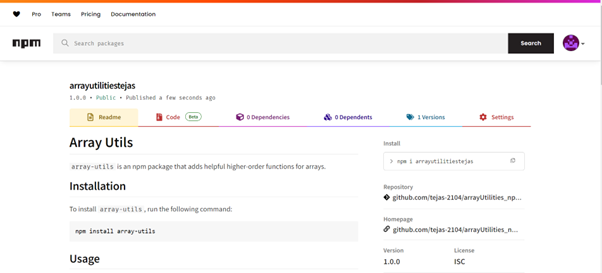 Pro Teams Pricing Documentation
npm Search packages Search
arrayutilitiestejas
1.0.0 • Public • Published a few seconds ago
Readme Code Beta 0 Dependencies 0 Dependents 1 Versions Settings
Array Utils
array-utils is an npm package that adds helpful higher-order functions for arrays.
Installation
To install array-utils, run the following command:
npm install array-utils
Usage
Install
> npm i arrayutilitiestejas
Repository
github.com/tejas-2104/arrayUtilities_np...
Homepage
github.com/tejas-2104/arrayUtilities_n...
Version License
1.0.0 ISC